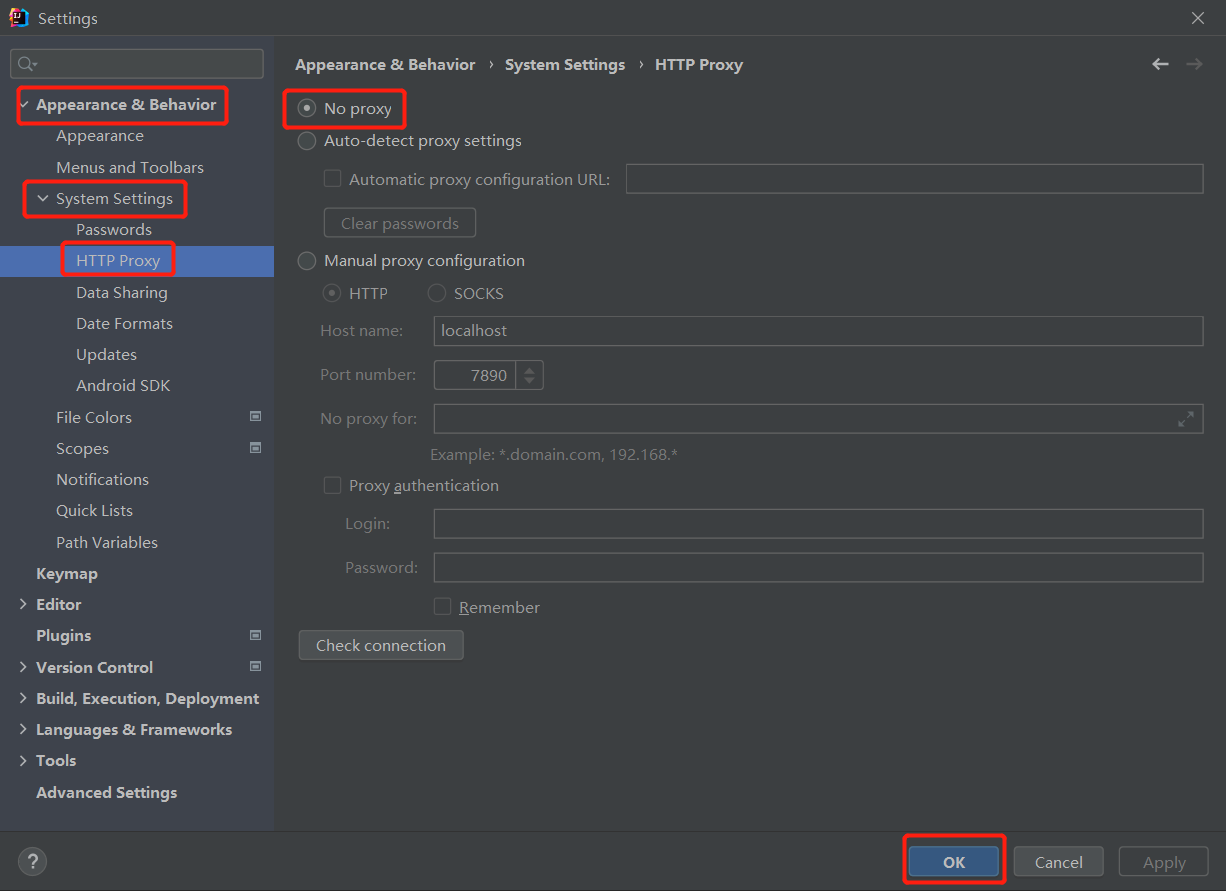 Settings
Appearance & Behavior
Appearance
Menus and Toolbars
System Settings
Passwords
HTTP Proxy
Data Sharing
Date Formats
Updates
Android SDK
File Colors
Scopes
Notifications
Quick Lists
Path Variables
Keymap
Editor
Plugins
Version Control
Build, Execution, Deployment
Languages & Frameworks
Tools
Advanced Settings
Appearance & Behavior › System Settings › HTTP Proxy
No proxy
Auto-detect proxy settings
Automatic proxy configuration URL:
Clear passwords
Manual proxy configuration
HTTP SOCKS
Host name: localhost
Port number: 7890
No proxy for:
Example: *.domain.com, 192.168.*
Proxy authentication
Login:
Password:
Remember
Check connection
? OK Cancel Apply